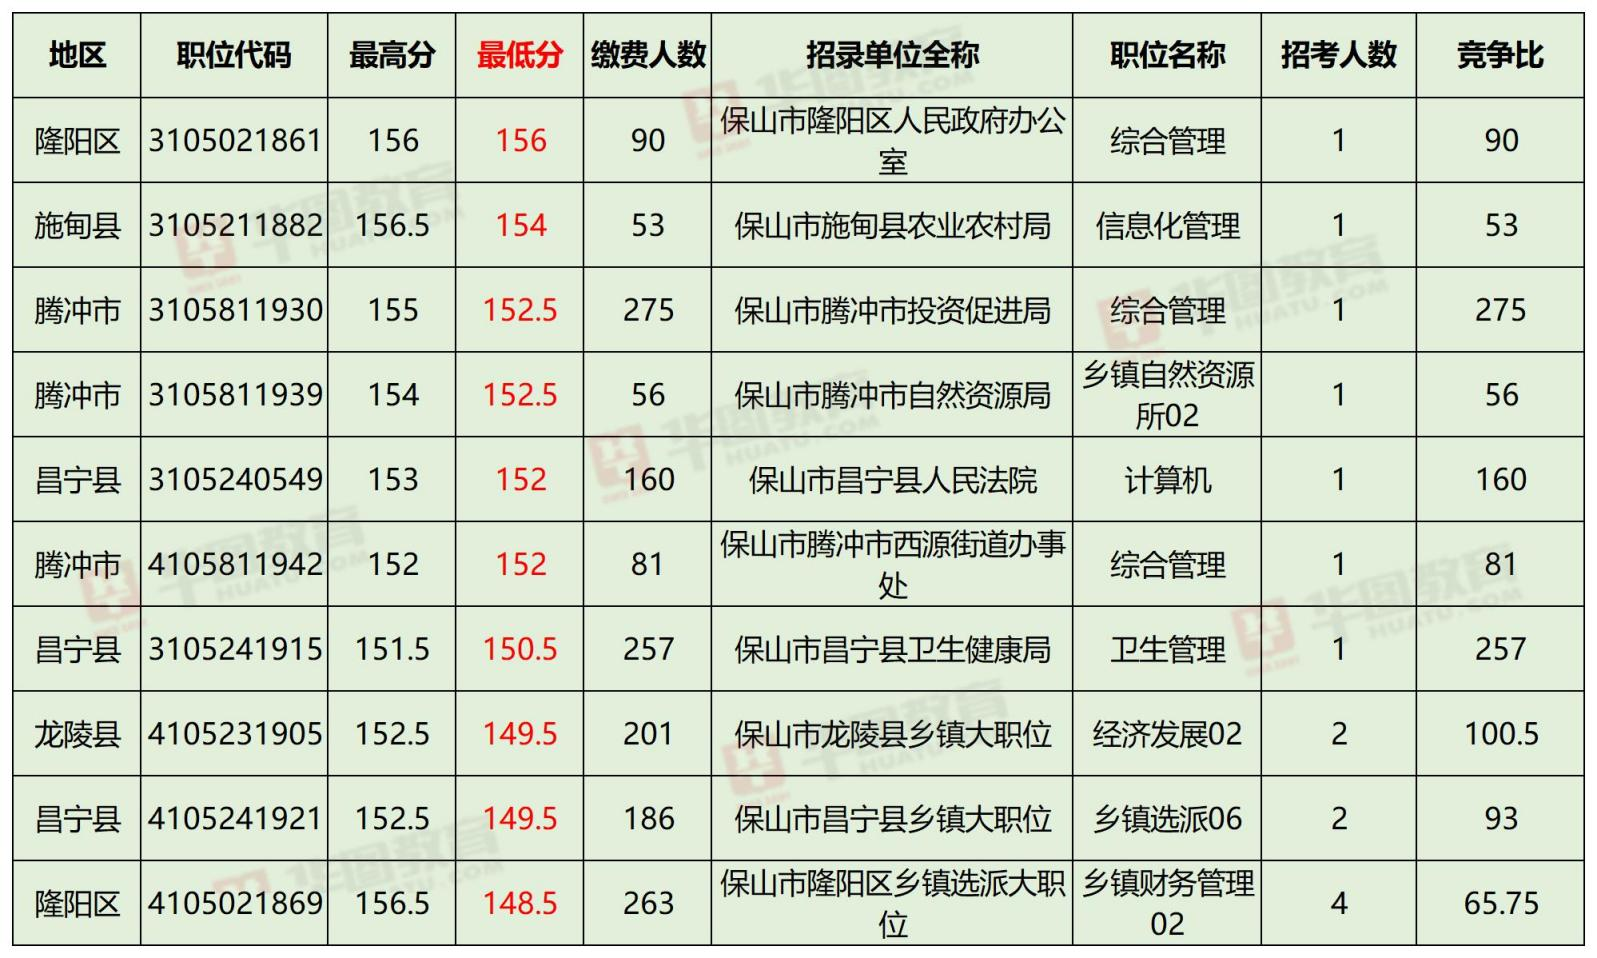 地区 职位代码 最高分 最低分 缴费人数 招录单位全称 职位名称 招考人数 竞争比
隆阳区 3105021861 156 156 90 保山市隆阳区人民政府办公室 综合管理 1 90
施甸县 3105211882 156.5 154 53 保山市施甸县农业农村局 信息化管理 1 53
腾冲市 3105811930 155 152.5 275 保山市腾冲市投资促进局 综合管理 1 275
腾冲市 3105811939 154 152.5 56 保山市腾冲市自然资源局 乡镇自然资源所02 1 56
昌宁县 3105240549 153 152 160 保山市昌宁县人民法院 计算机 1 160
腾冲市 4105811942 152 152 81 保山市腾冲市西源街道办事处 综合管理 1 81
昌宁县 3105241915 151.5 150.5 257 保山市昌宁县卫生健康局 卫生管理 1 257
龙陵县 4105231905 152.5 149.5 201 保山市龙陵县乡镇大职位 经济发展02 2 100.5
昌宁县 4105241921 152.5 149.5 186 保山市昌宁县乡镇大职位 乡镇选派06 2 93
隆阳区 4105021869 156.5 148.5 263 保山市隆阳区乡镇选派大职位 乡镇财务管理02 4 65.75
华图教育
HUATU.COM